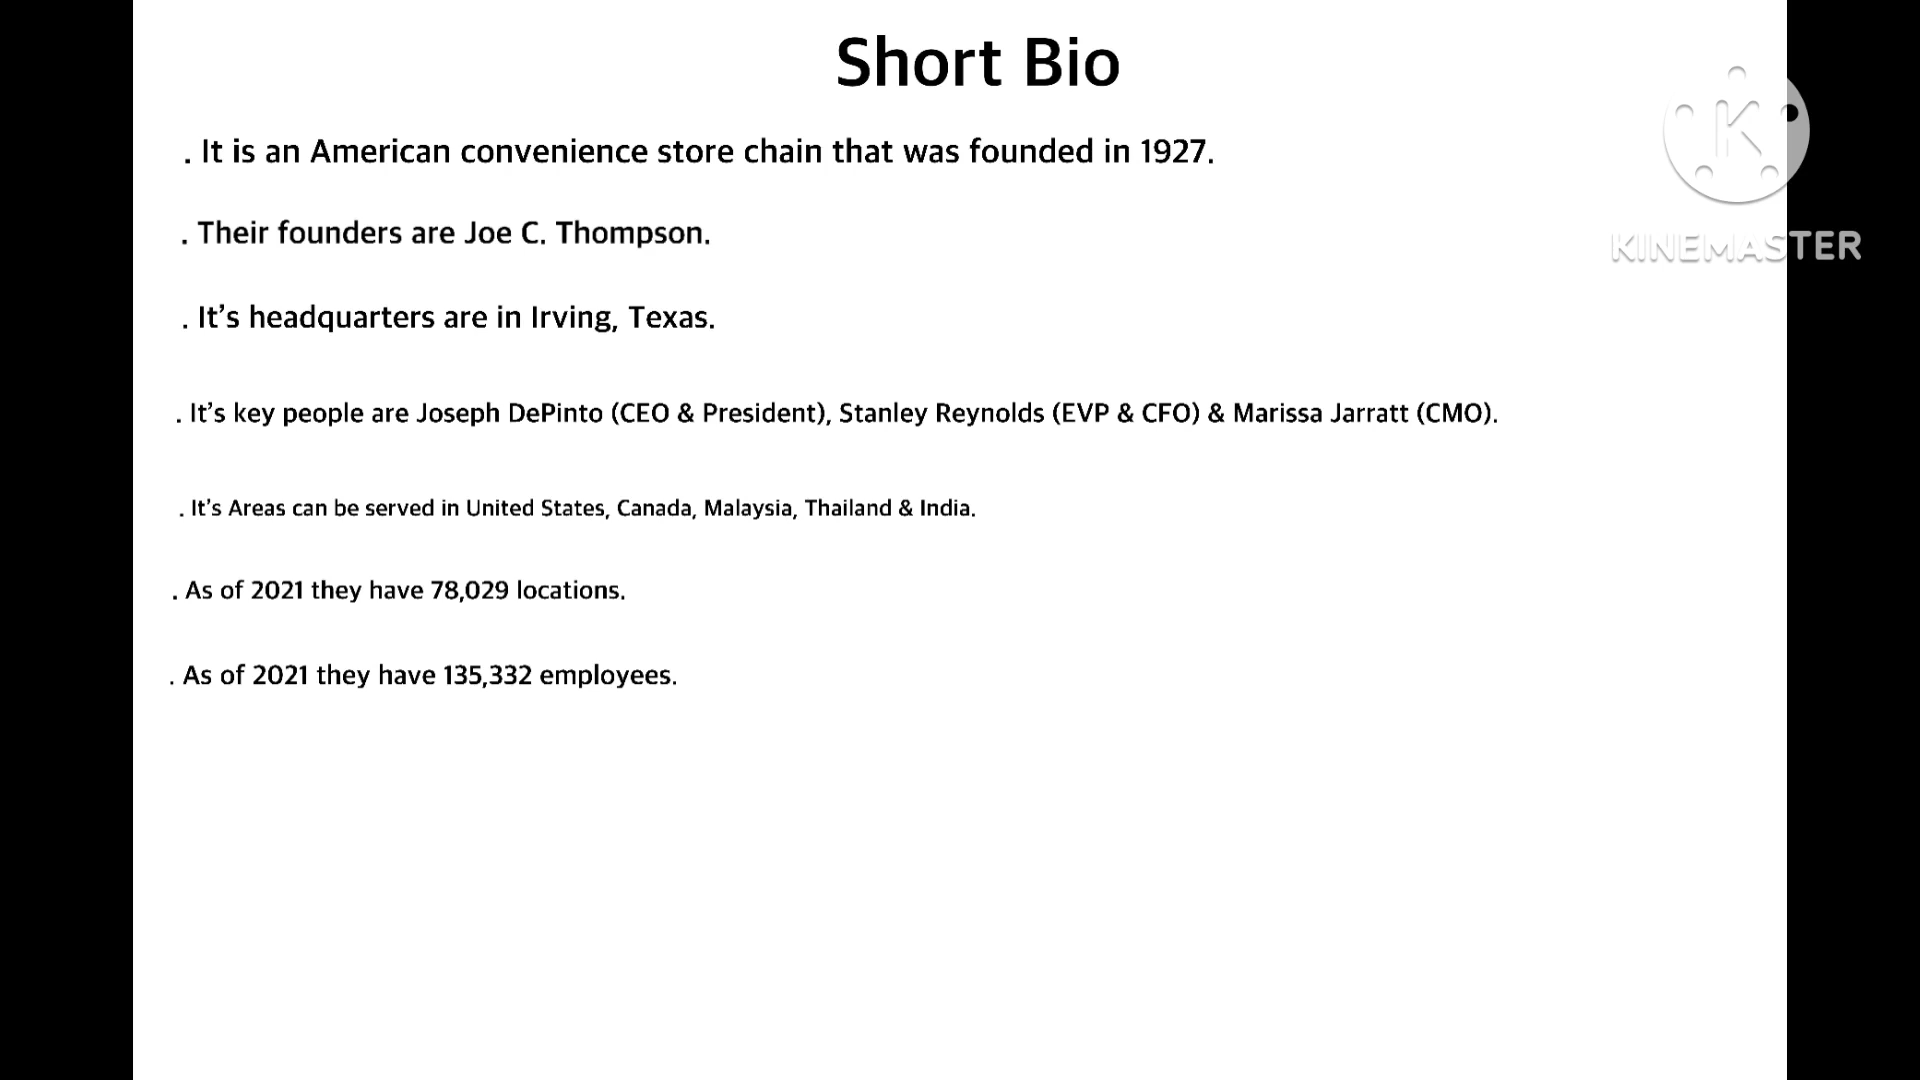 Short Bio
. It is an American convenience store chain that was founded in 1927.
. Their founders are Joe C. Thompson.
. It’s headquarters are in Irving, Texas.
. It’s key people are Joseph DePinto (CEO & President), Stanley Reynolds (EVP & CFO) & Marissa Jarratt (CMO).
. It’s Areas can be served in United States, Canada, Malaysia, Thailand & India.
. As of 2021 they have 78,029 locations.
. As of 2021 they have 135,332 employees.
K
KINEMASTER